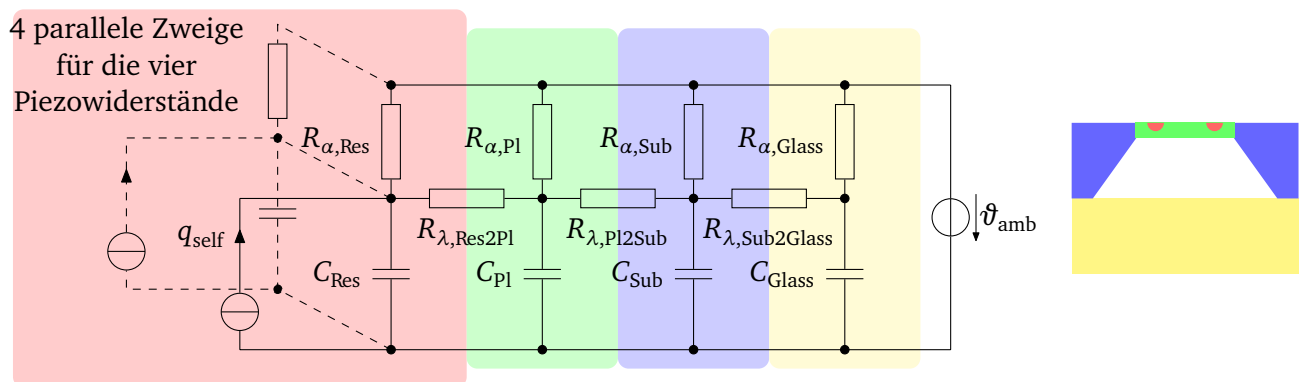 4 parallele Zweige
für die vier
Piezowiderstände
R_α,Res
R_α,Pl
R_α,Sub
R_α,Glass
q_self
R_λ,Res2Pl
R_λ,Pl2Sub
R_λ,Sub2Glass
ϑ_amb
C_Res
C_Pl
C_Sub
C_Glass